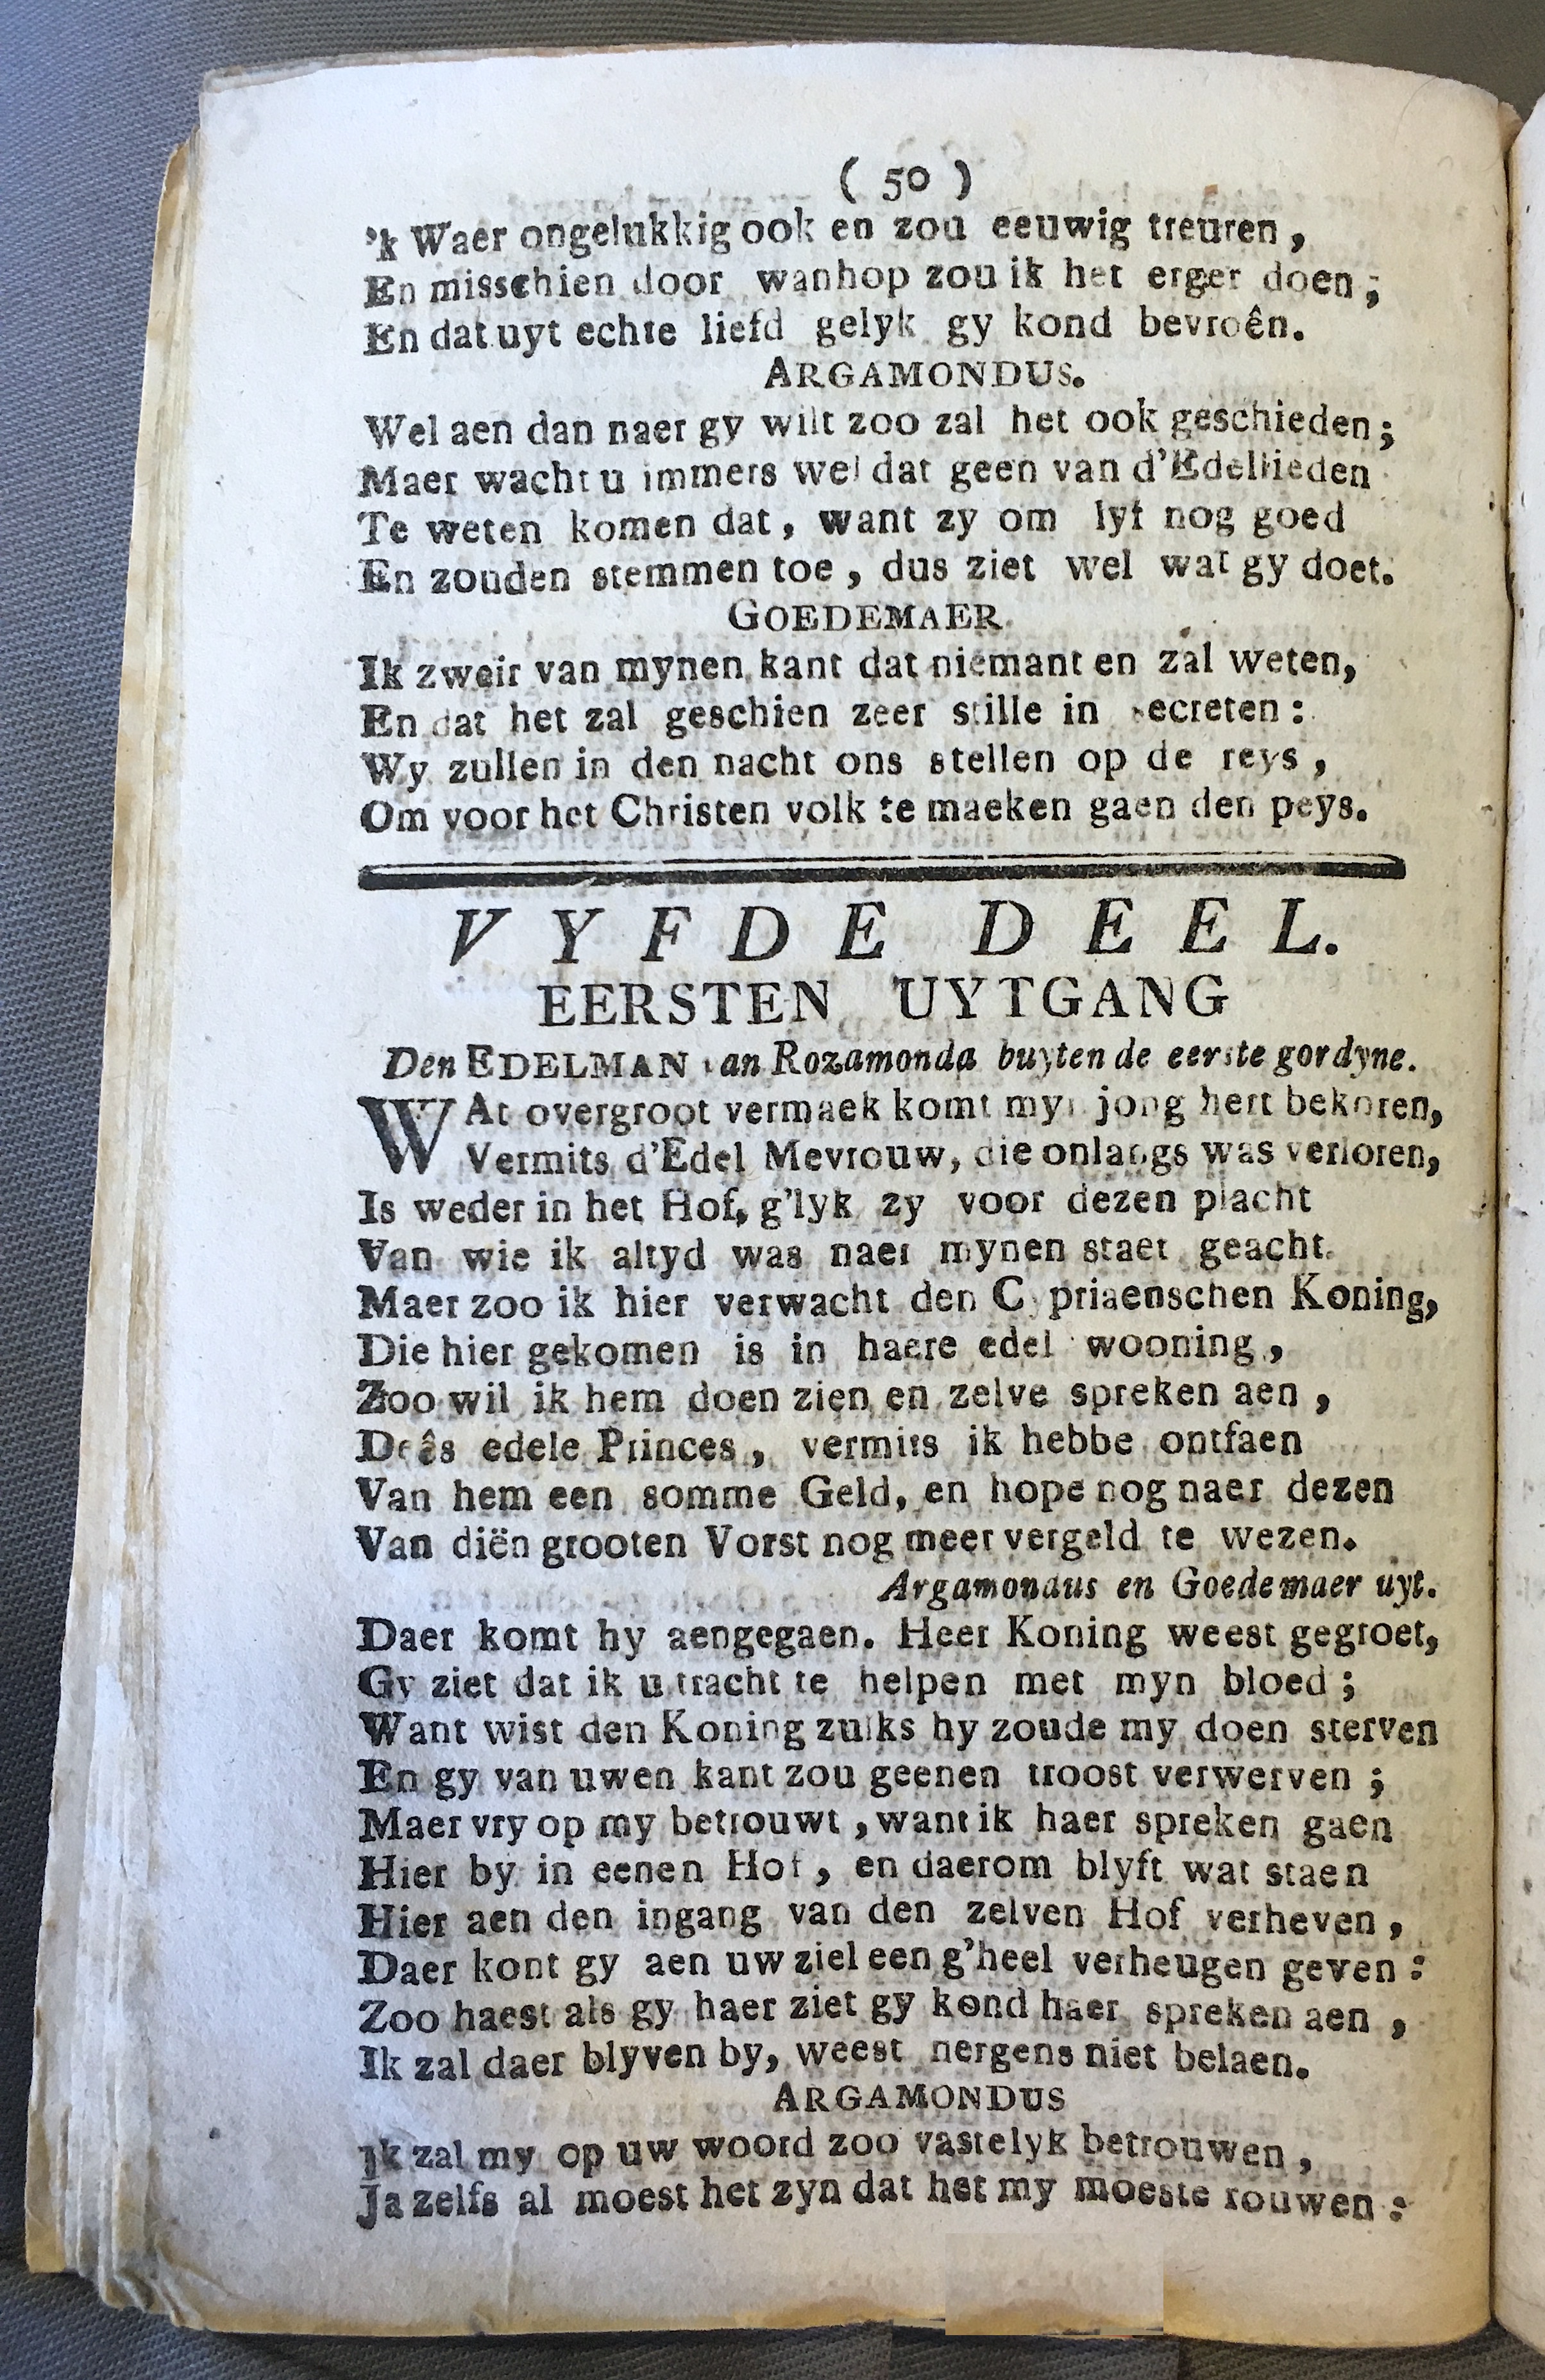 ( 50 )
'k Waer ongelukkig ook en zou eeuwig treuren ,
En misschien door wanhop zou ik het erger doen ;
En dat uyt echte liefd gelyk gy kond bevroên.
ARGAMONDUS.
Wel aen dan naer gy wilt zoo zal het ook geschieden ;
Maer wacht u immers wel dat geen van d'Edellieden
Te weten komen dat , want zy om lyf nog goed
En zouden stemmen toe , dus ziet wel wat gy doet.
GOEDEMAER.
Ik zweir van mynen kant dat niemant en zal weten,
En dat het zal geschien zeer stille in secreten :
Wy zullen in den nacht ons stellen op de reys ,
Om voor het Christen volk te maeken gaen den peys.
VYFDE DEEL.
EERSTEN UYTGANG
Den EDELMAN van Rozamonda buyten de eerste gordyne.
WAt overgroot vermaek komt myn jong hert bekoren,
Vermits d'Edel Mevrouw, die onlangs was verloren,
Is weder in het Hof, g'lyk zy voor dezen placht
Van wie ik altyd was naer mynen staet geacht.
Maer zoo ik hier verwacht den Cypriaenschen Koning,
Die hier gekomen is in haere edel wooning ,
Zoo wil ik hem doen zien en zelve spreken aen ,
Deês edele Princes , vermits ik hebbe ontfaen
Van hem een somme Geld, en hope nog naer dezen
Van diën grooten Vorst nog meer vergeld te wezen.
Argamondus en Goedemaer uyt.
Daer komt hy aengegaen. Heer Koning weest gegroet,
Gy ziet dat ik u tracht te helpen met myn bloed ;
Want wist den Koning zulks hy zoude my doen sterven
En gy van uwen kant zou geenen troost verwerven ;
Maer vry op my betrouwt , want ik haer spreken gaen
Hier by in eenen Hof , en daerom blyft wat staen
Hier aen den ingang van den zelven Hof verheven ,
Daer kont gy aen uw ziel een g'heel verheugen geven :
Zoo haest als gy haer ziet gy kond haer spreken aen ,
Ik zal daer blyven by, weest nergens niet belaen.
ARGAMONDUS
Ik zal my op uw woord zoo vastelyk betrouwen ,
Ja zelfs al moest het zyn dat het my moeste rouwen :